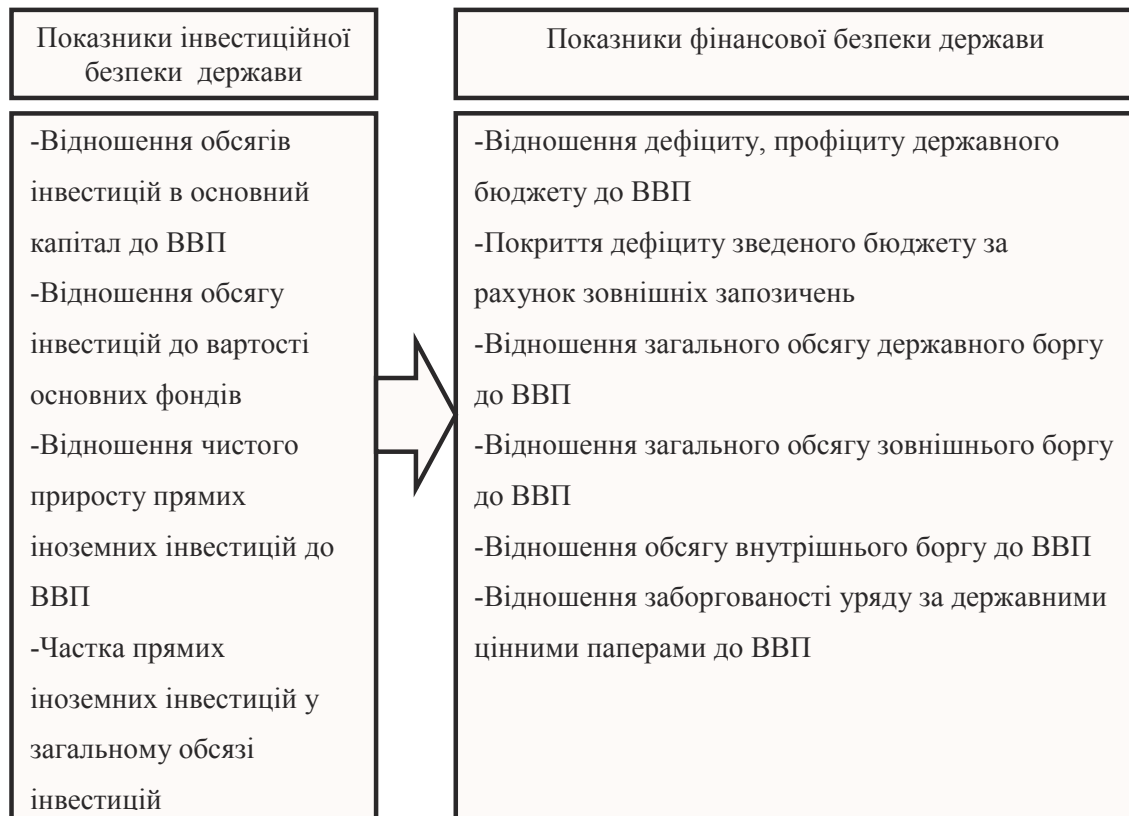 Показники інвестиційної
безпеки держави
Показники фінансової безпеки держави
-Відношення обсягів
інвестицій в основний
капітал до ВВП
-Відношення обсягу
інвестицій до вартості
основних фондів
-Відношення чистого
приросту прямих
іноземних інвестицій до
ВВП
-Частка прямих
іноземних інвестицій у
загальному обсязі
інвестицій
-Відношення дефіциту, профіциту державного
бюджету до ВВП
-Покриття дефіциту зведеного бюджету за
рахунок зовнішніх запозичень
-Відношення загального обсягу державного боргу
до ВВП
-Відношення загального обсягу зовнішнього боргу
до ВВП
-Відношення обсягу внутрішнього боргу до ВВП
-Відношення заборгованості уряду за державними
цінними паперами до ВВП